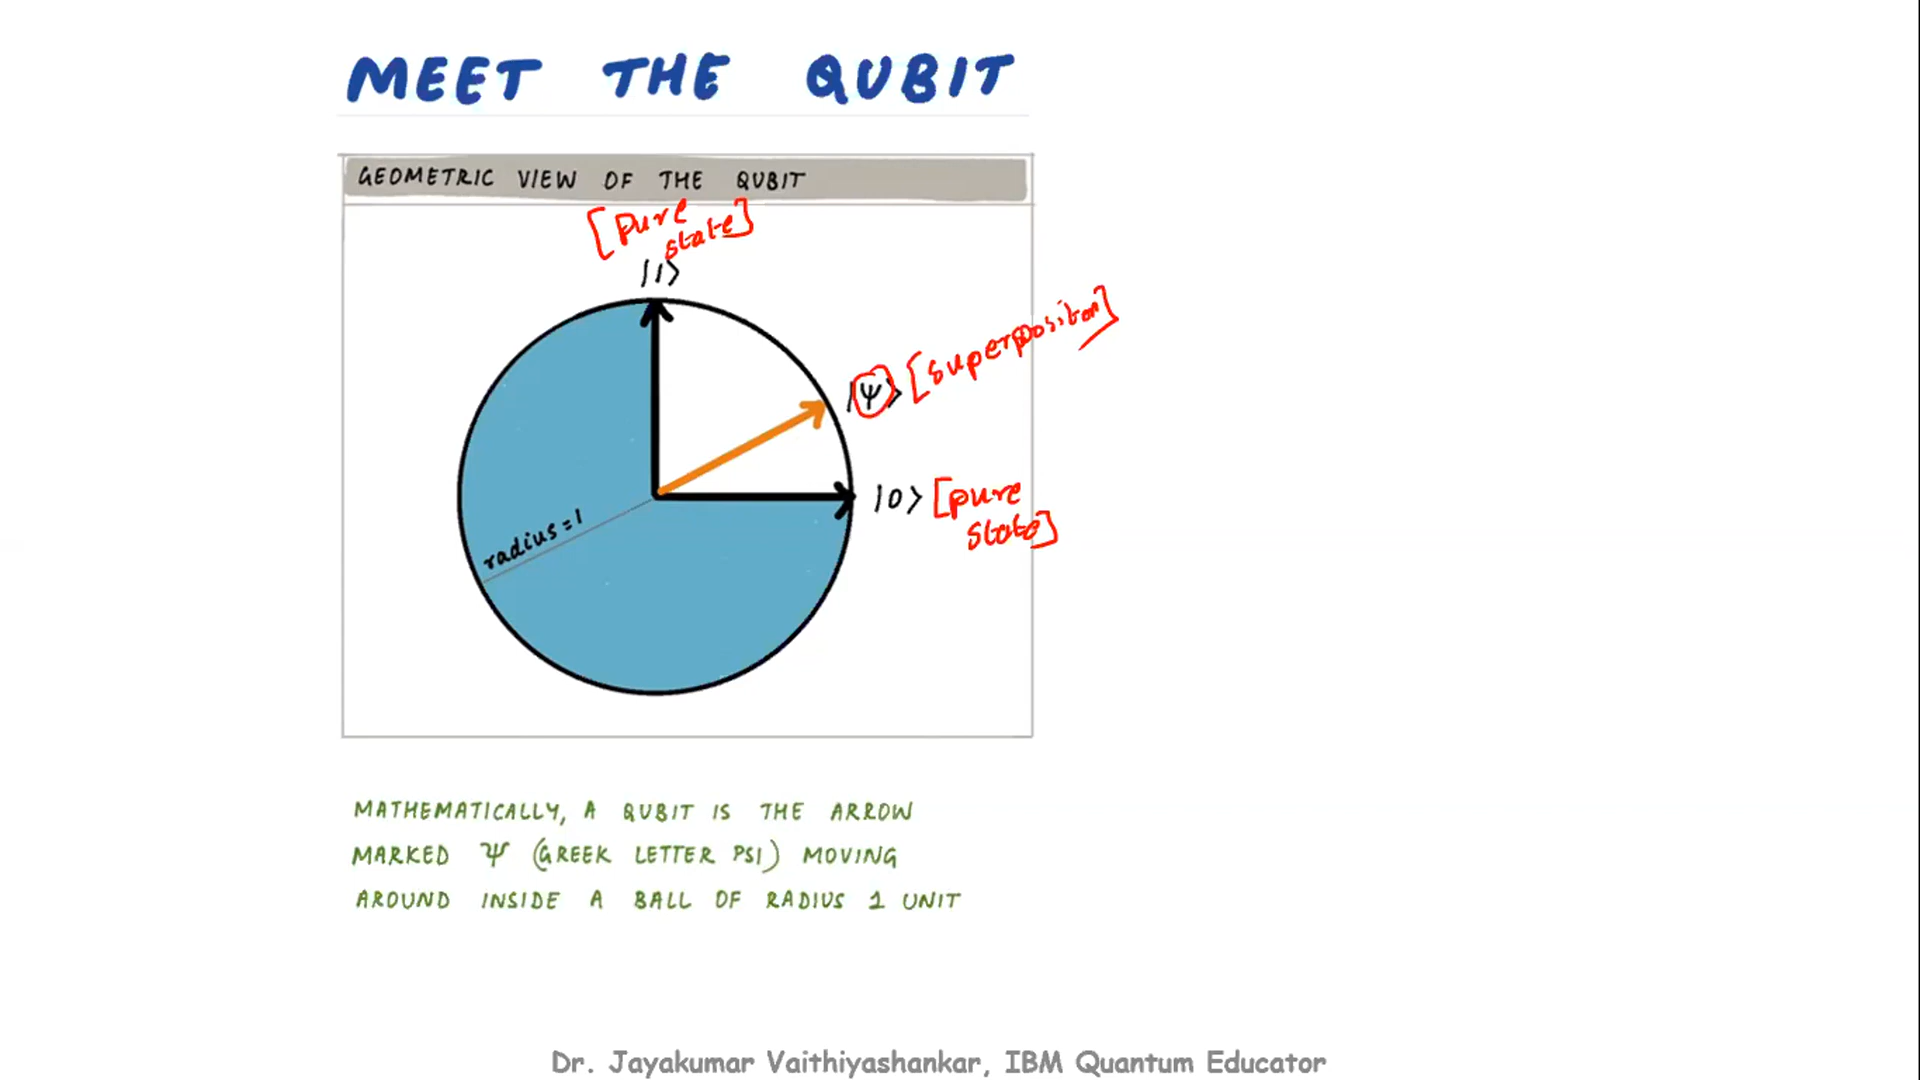 MEET THE QUBIT
GEOMETRIC VIEW OF THE QUBIT
[pure
state]
|1⟩
|Ψ⟩ [superpositon]
|0⟩ [pure
state]
radius=1
MATHEMATICALLY, A QUBIT IS THE ARROW
MARKED Ψ (GREEK LETTER PSI) MOVING
AROUND INSIDE A BALL OF RADIUS 1 UNIT
Dr. Jayakumar Vaithiyashankar, IBM Quantum Educator